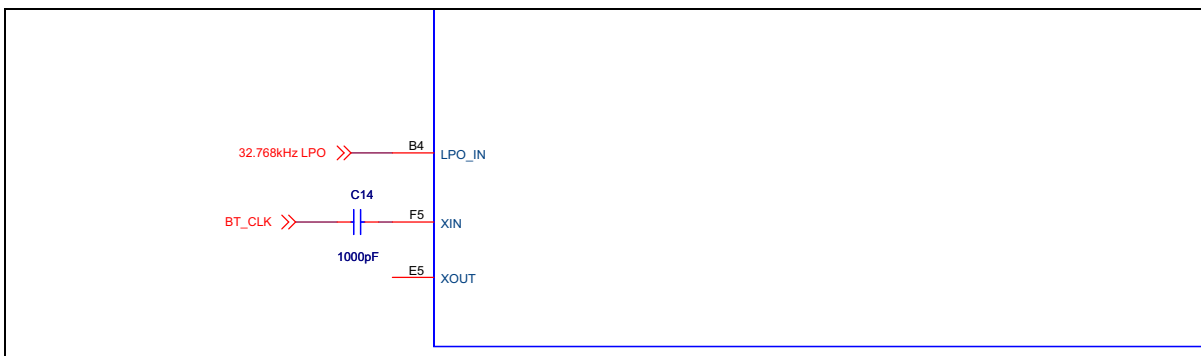 B4
32.768kHz LPO
LPO_IN
C14
F5
BT_CLK
XIN
1000pF
E5
XOUT